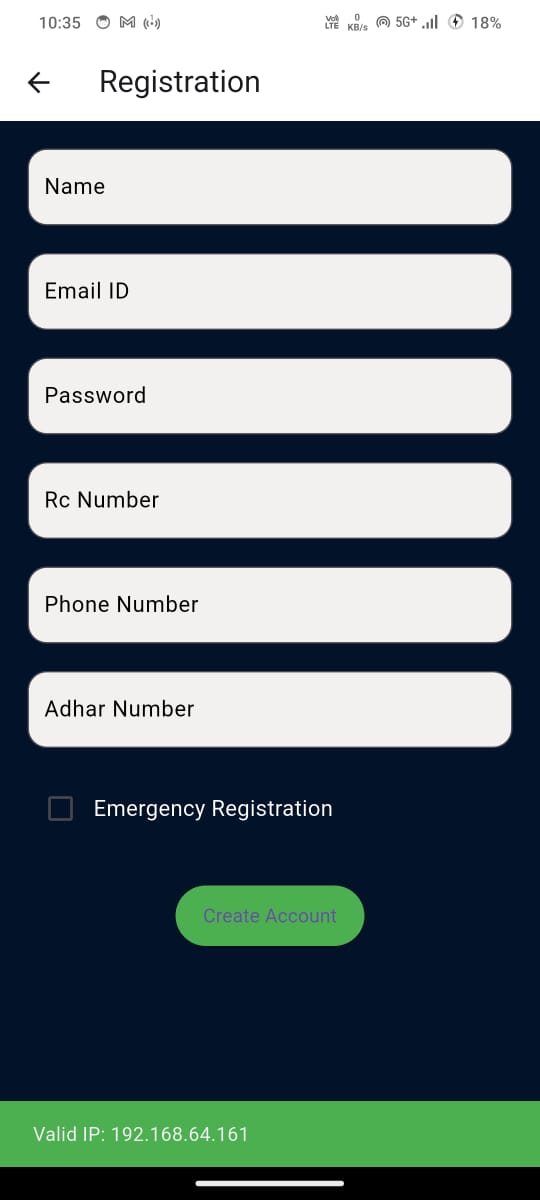 10:35 Vo) LTE 0 KB/s 5G+ 18%
Registration
Name
Email ID
Password
Rc Number
Phone Number
Adhar Number
Emergency Registration
Create Account
Valid IP: 192.168.64.161